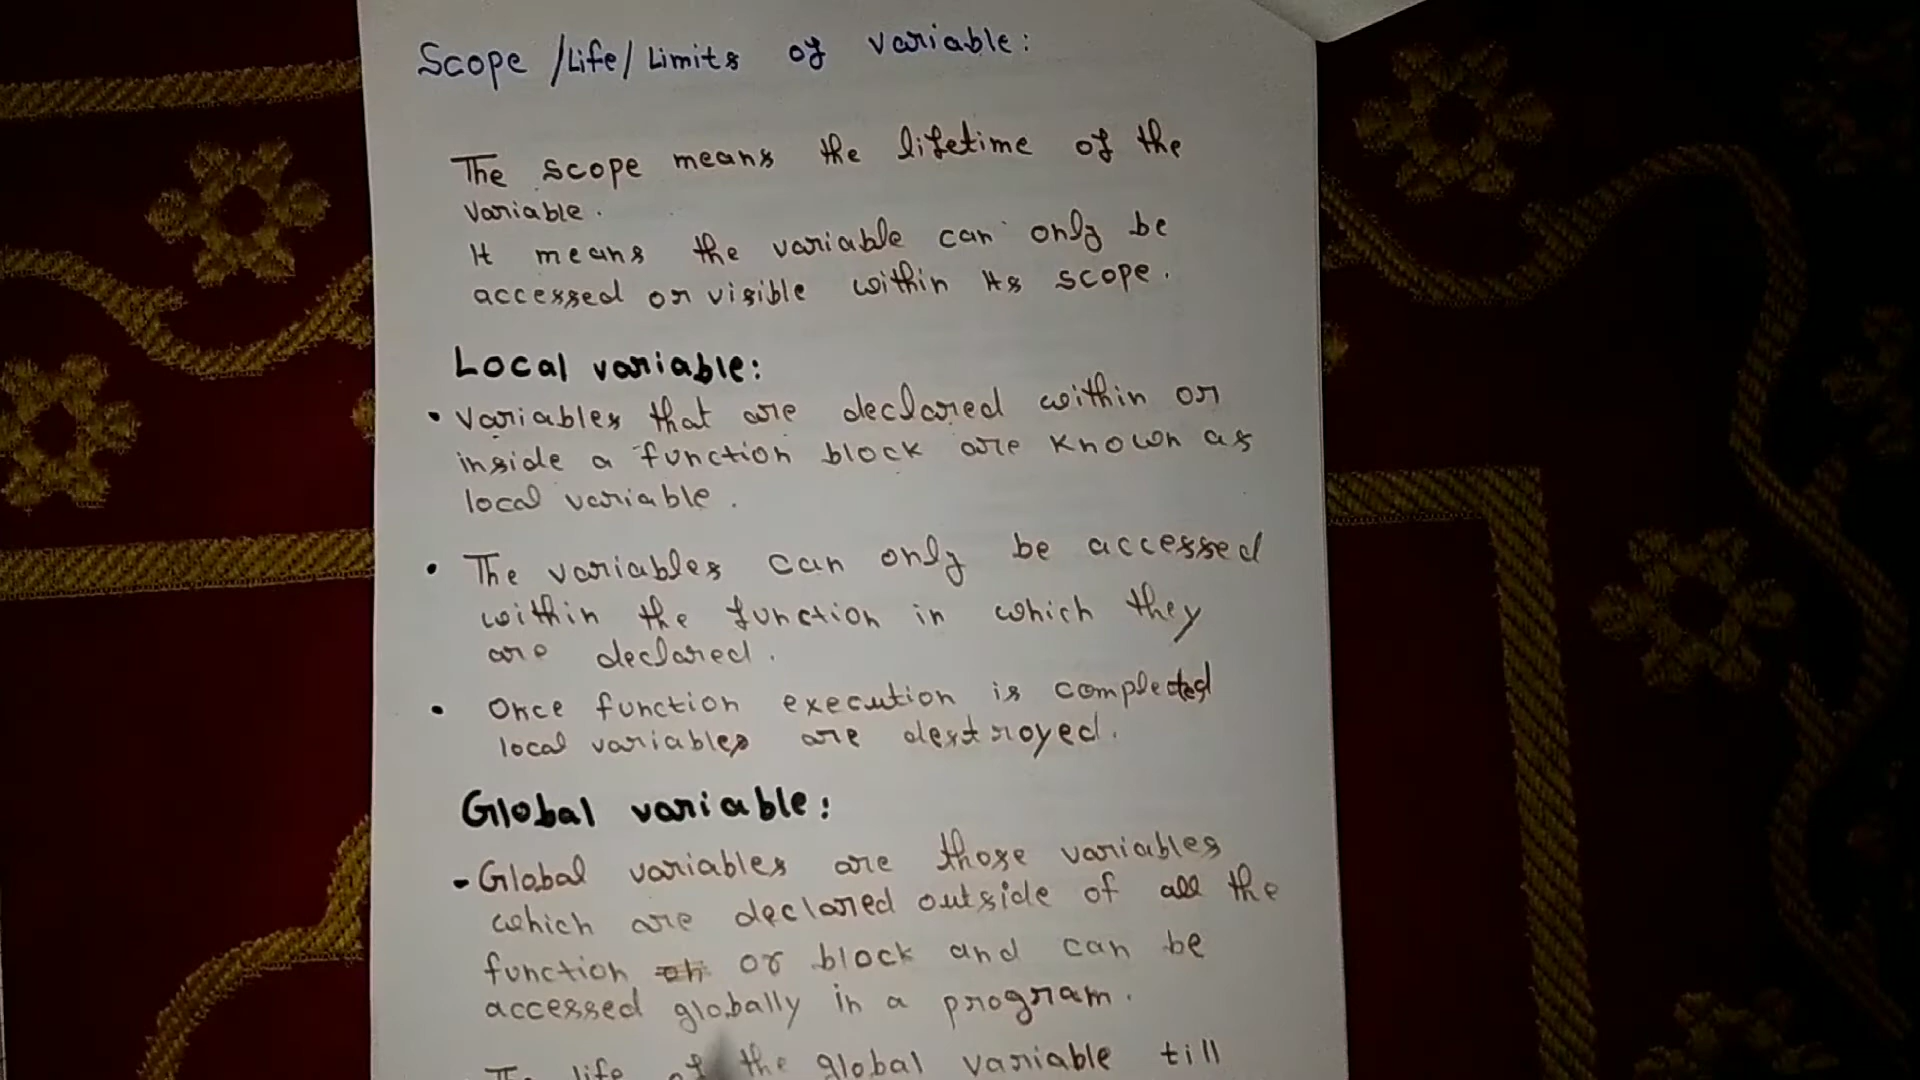 Scope /Life/ Limits of variable:
The scope means the lifetime of the
variable.
It means the variable can only be
accessed or visible within its scope.
Local variable:
• Variables that are declared within or
inside a function block are known as
local variable.
• The variables can only be accessed
within the function in which they
are declared.
• Once function execution is completed
local variables are destroyed.
Global variable:
- Global variables are those variables
which are declared outside of all the
function or block and can be
accessed globally in a program.
The life of the global variable till